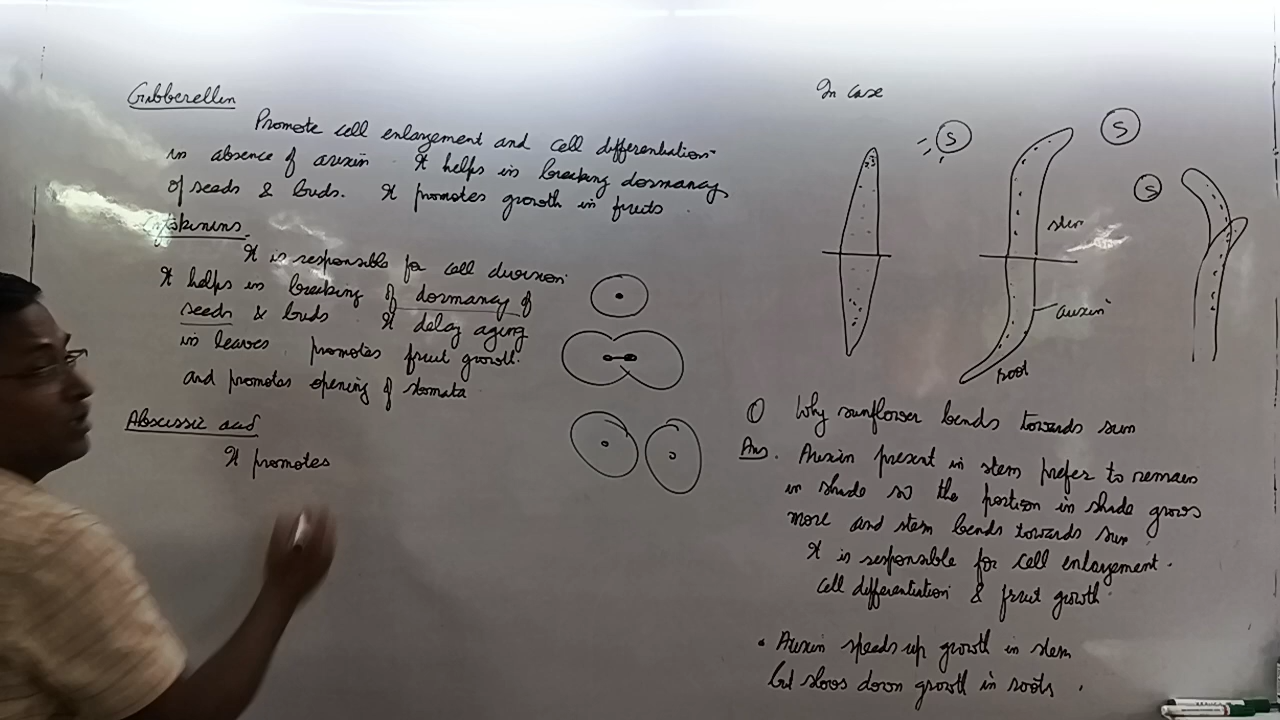 Gibberellin
Promote cell enlargement and cell differentiation
in absence of auxin It helps in breaking dormancy
of seeds & buds. It promotes growth in fruits
Cytokinins
It is responsible for cell division
It helps in breaking of dormancy of
seeds & buds It delay aging
in leaves promotes fruit growth.
and promotes opening of stomata
Abscissic acid
It promotes
In case
S
S
S
stem
auxin
root
Q Why sunflower bends towards sun
Ans. Auxin present in stem prefer to remain
in shade so the portion in shade grows
more and stem bends towards sun
It is responsible for cell enlargement.
cell differentiation & fruit growth
• Auxin speeds up growth in stem
but slows down growth in roots.